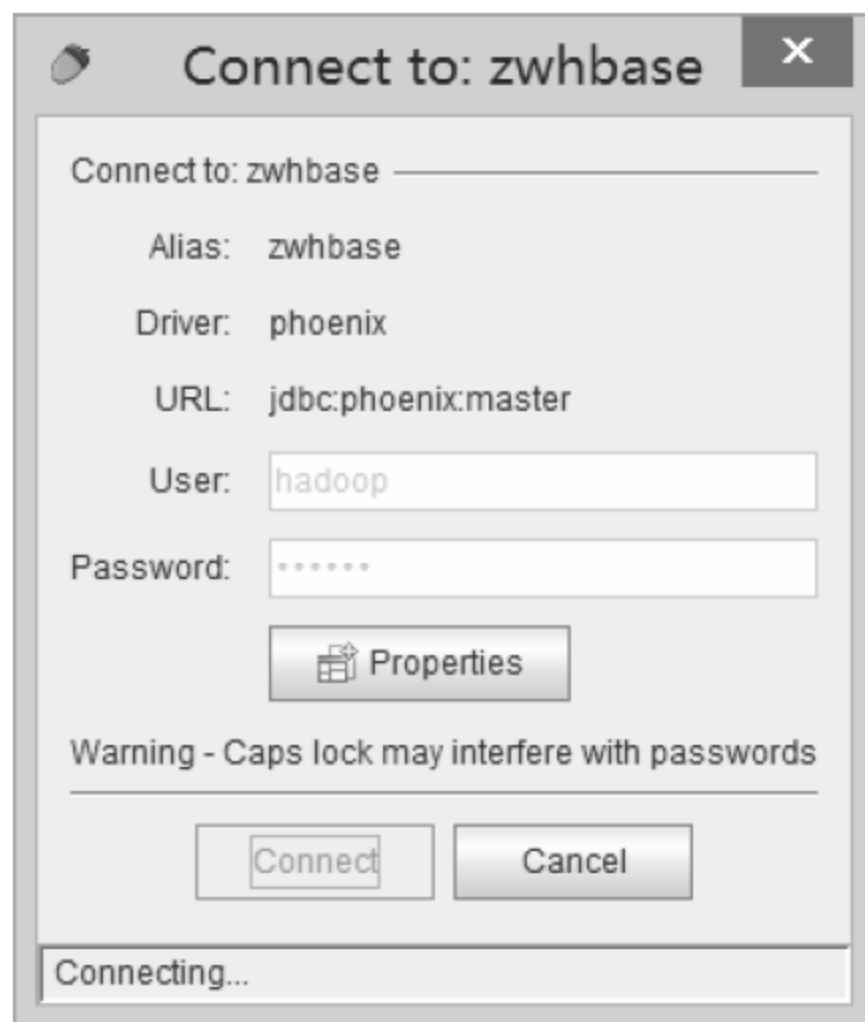 Connect to: zwhbase
Connect to: zwhbase
Alias: zwhbase
Driver: phoenix
URL: jdbc:phoenix:master
User: hadoop
Password: ••••••
Properties
Warning - Caps lock may interfere with passwords
Connect Cancel
Connecting...